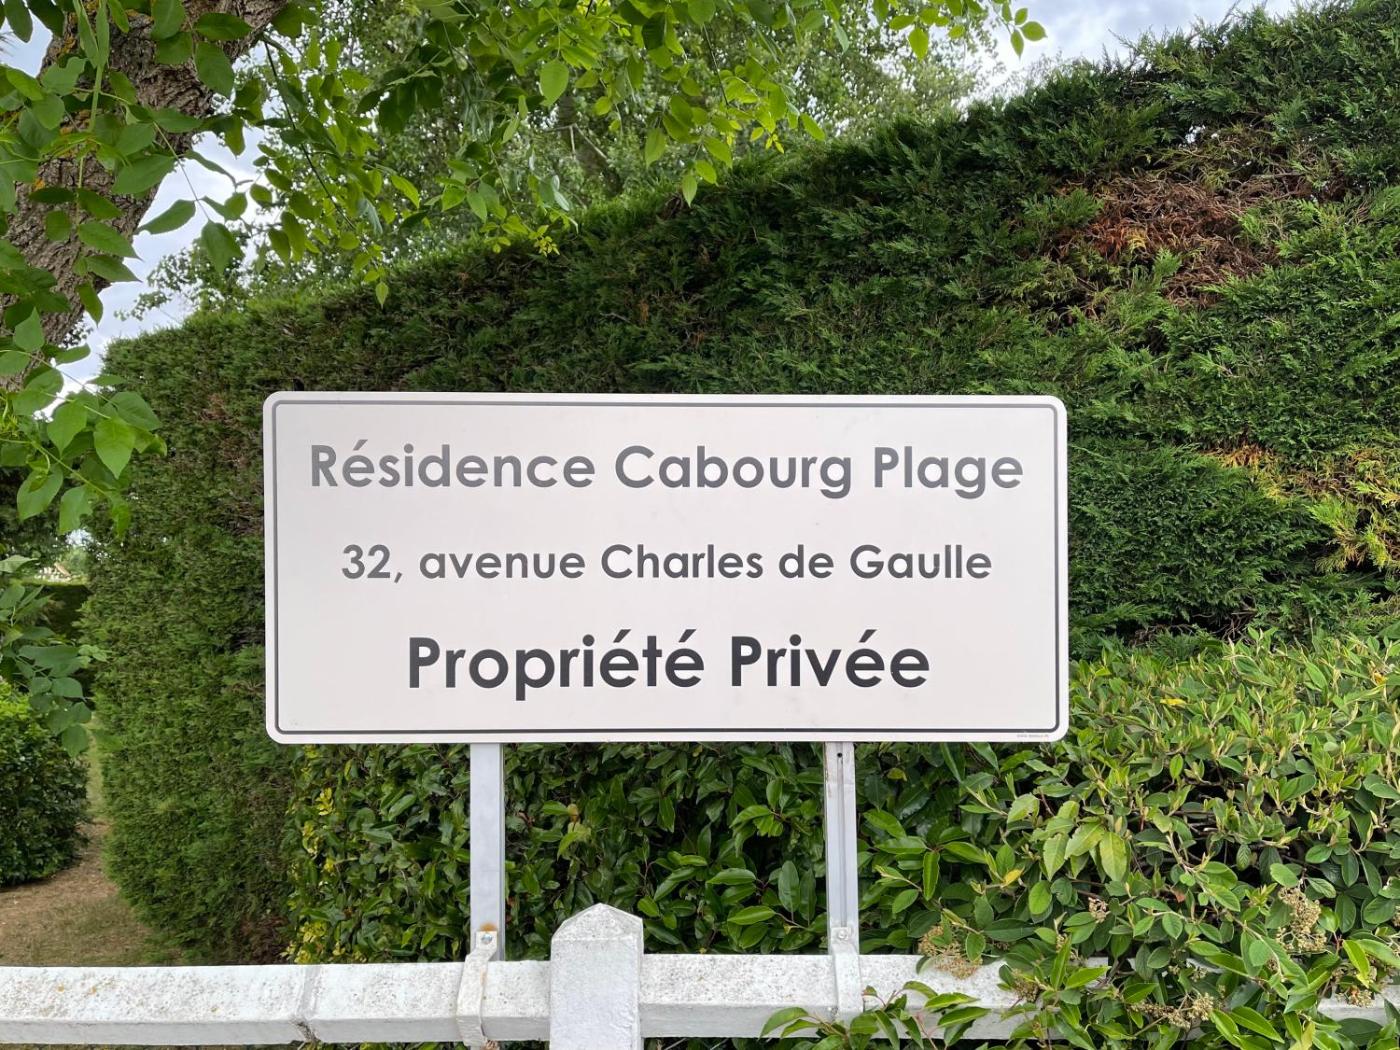 Résidence Cabourg Plage
32, avenue Charles de Gaulle
Propriété Privée